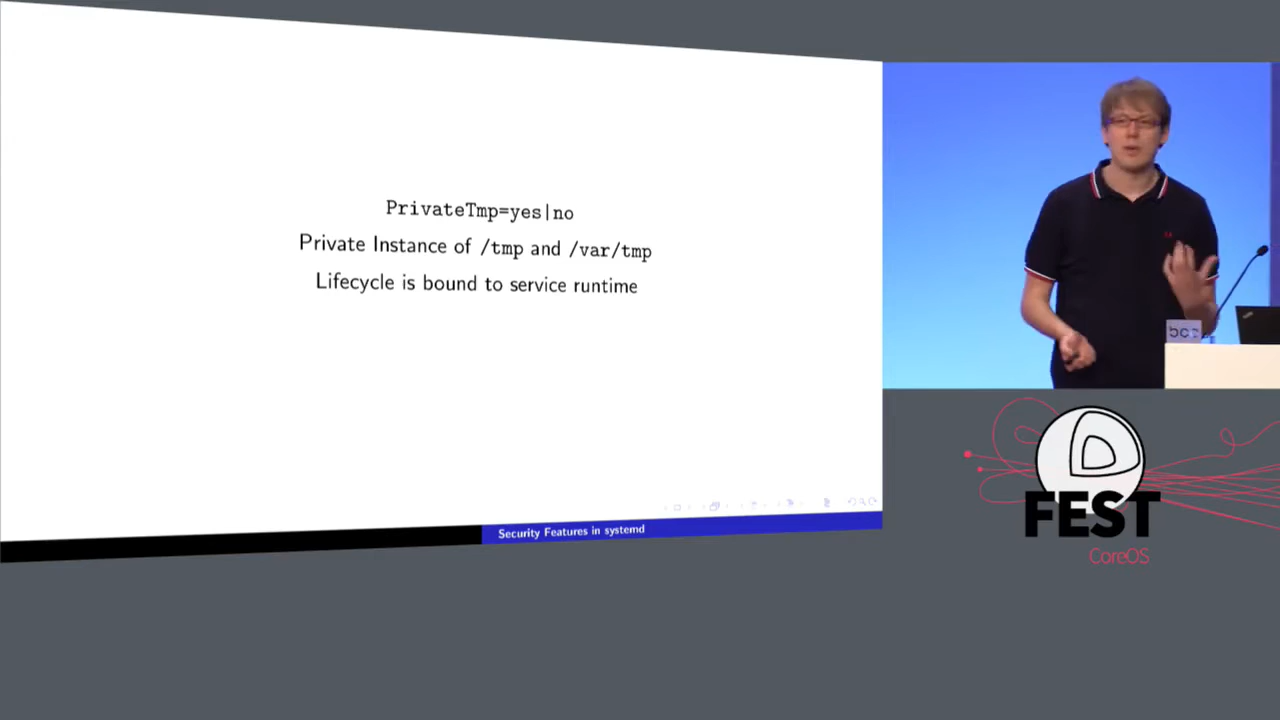 PrivateTmp=yes|no
Private Instance of /tmp and /var/tmp
Lifecycle is bound to service runtime
Security Features in systemd
bcc
FEST
CoreOS